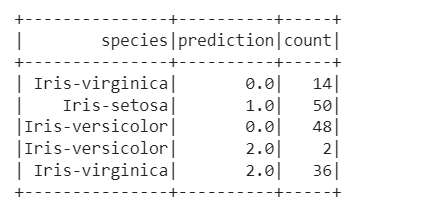 +---------------+----------+-----+
|        species|prediction|count|
+---------------+----------+-----+
| Iris-virginica|       0.0|   14|
|    Iris-setosa|       1.0|   50|
|Iris-versicolor|       0.0|   48|
|Iris-versicolor|       2.0|    2|
| Iris-virginica|       2.0|   36|
+---------------+----------+-----+